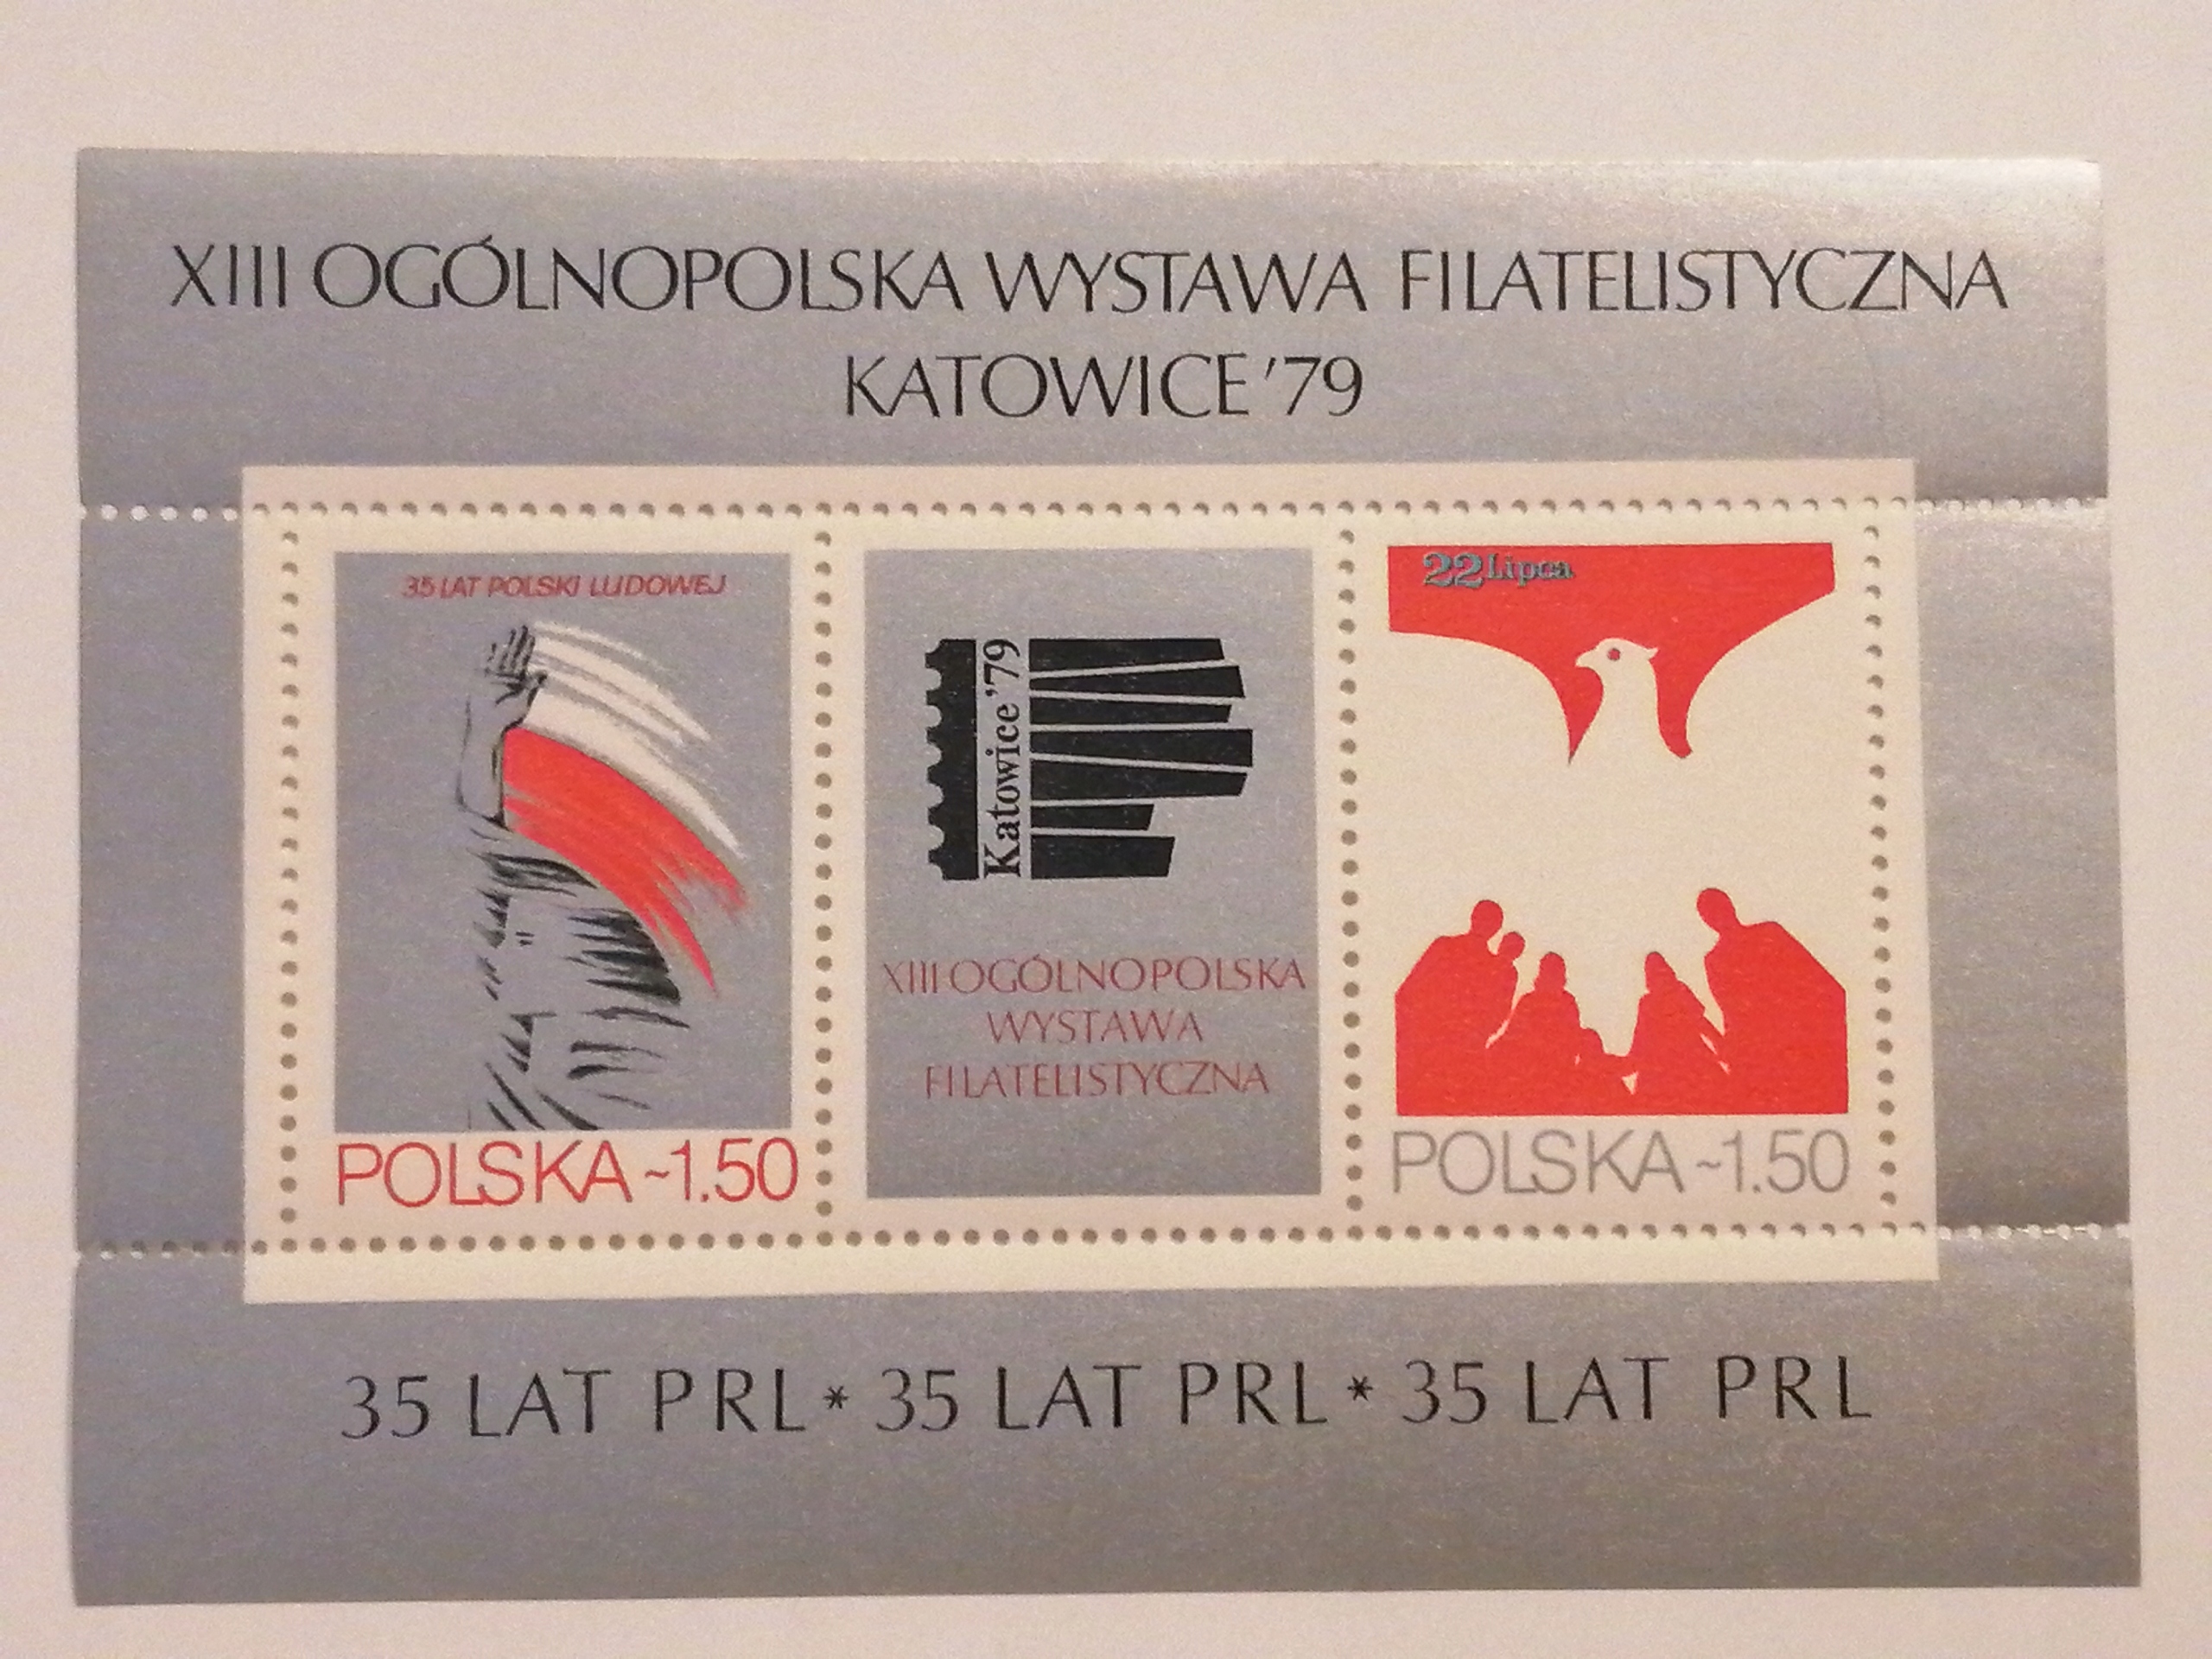 XIII OGÓLNOPOLSKA WYSTAWA FILATELISTYCZNA
KATOWICE '79
35 LAT POLSKI LUDOWEJ
POLSKA ~1.50
Katowice '79
XIII OGÓLNOPOLSKA
WYSTAWA
FILATELISTYCZNA
22 Lipca
POLSKA ~1.50
35 LAT PRL * 35 LAT PRL * 35 LAT PRL